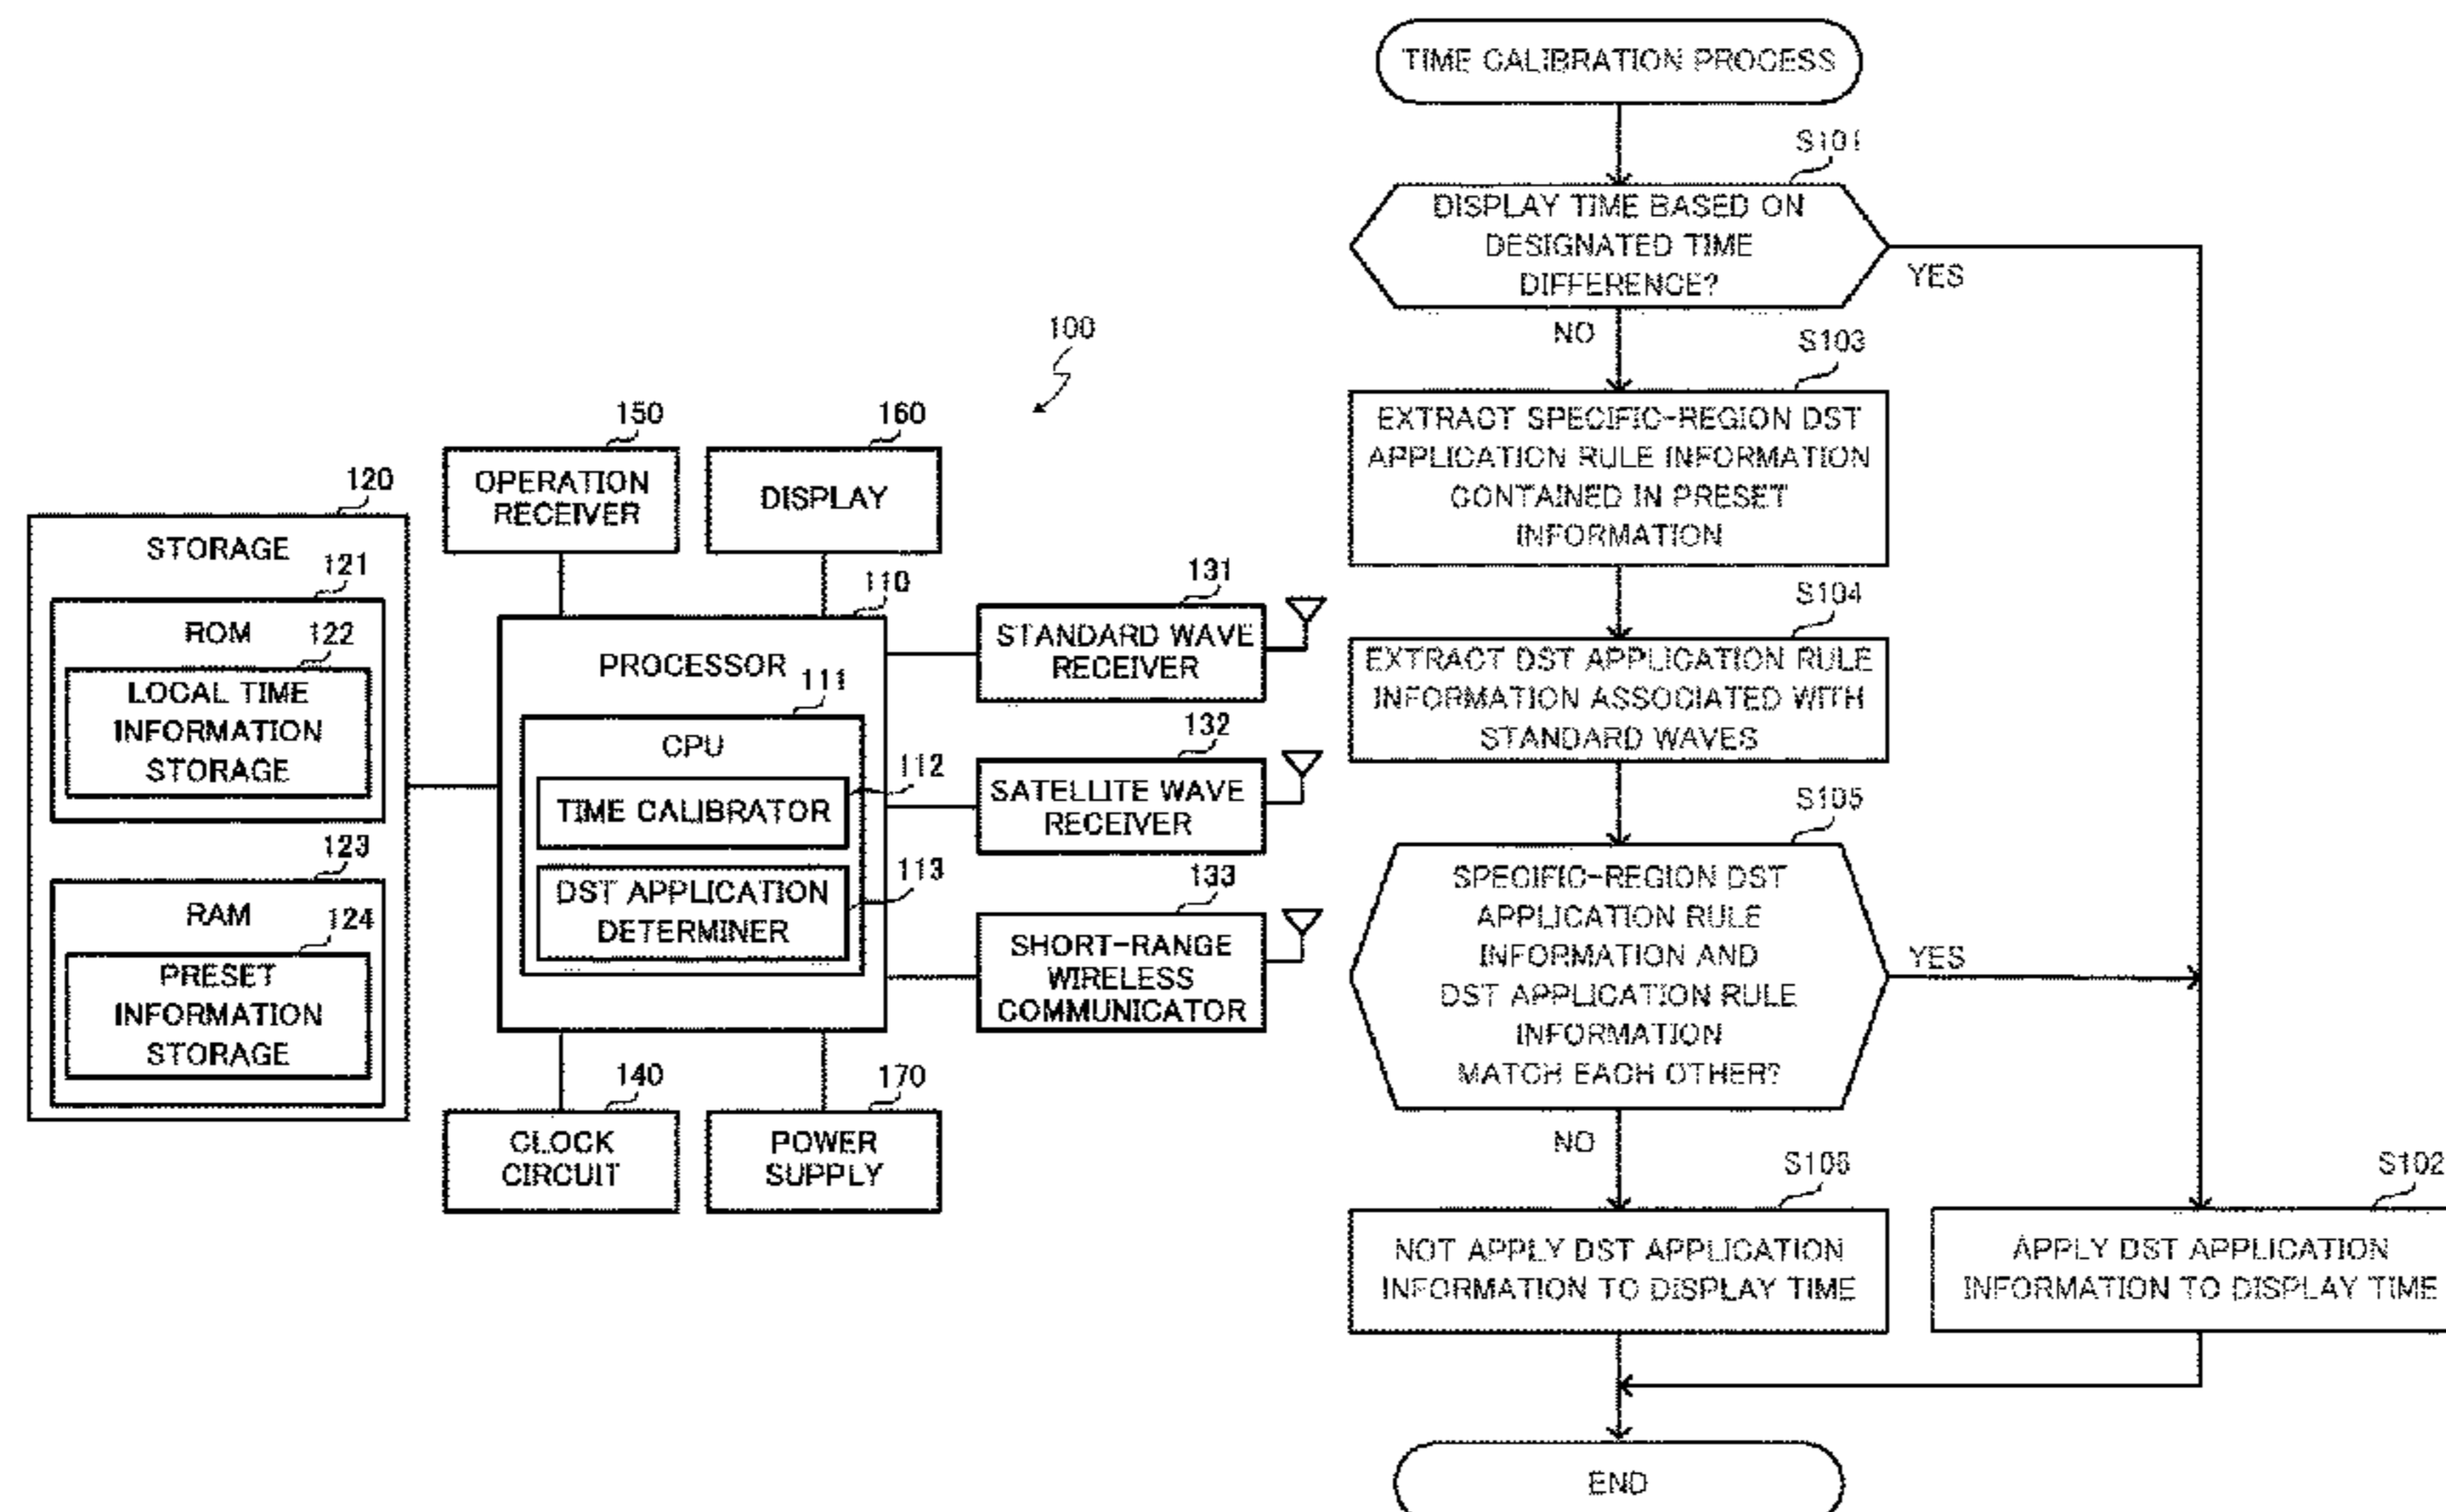 100
150
OPERATION
RECEIVER
160
DISPLAY
120
STORAGE
121
ROM
122
LOCAL TIME
INFORMATION
STORAGE
123
RAM
124
PRESET
INFORMATION
STORAGE
110
PROCESSOR
111
CPU
112
TIME CALIBRATOR
113
DST APPLICATION
DETERMINER
131
STANDARD WAVE
RECEIVER
132
SATELLITE WAVE
RECEIVER
133
SHORT-RANGE
WIRELESS
COMMUNICATOR
140
CLOCK
CIRCUIT
170
POWER
SUPPLY
TIME CALIBRATION PROCESS
S101
DISPLAY TIME BASED ON
DESIGNATED TIME
DIFFERENCE?
YES
NO
S103
EXTRACT SPECIFIC-REGION DST
APPLICATION RULE INFORMATION
CONTAINED IN PRESET
INFORMATION
S104
EXTRACT DST APPLICATION RULE
INFORMATION ASSOCIATED WITH
STANDARD WAVES
S105
SPECIFIC-REGION DST
APPLICATION RULE
INFORMATION AND
DST APPLICATION RULE
INFORMATION
MATCH EACH OTHER?
YES
NO
S106
NOT APPLY DST APPLICATION
INFORMATION TO DISPLAY TIME
S102
APPLY DST APPLICATION
INFORMATION TO DISPLAY TIME
END